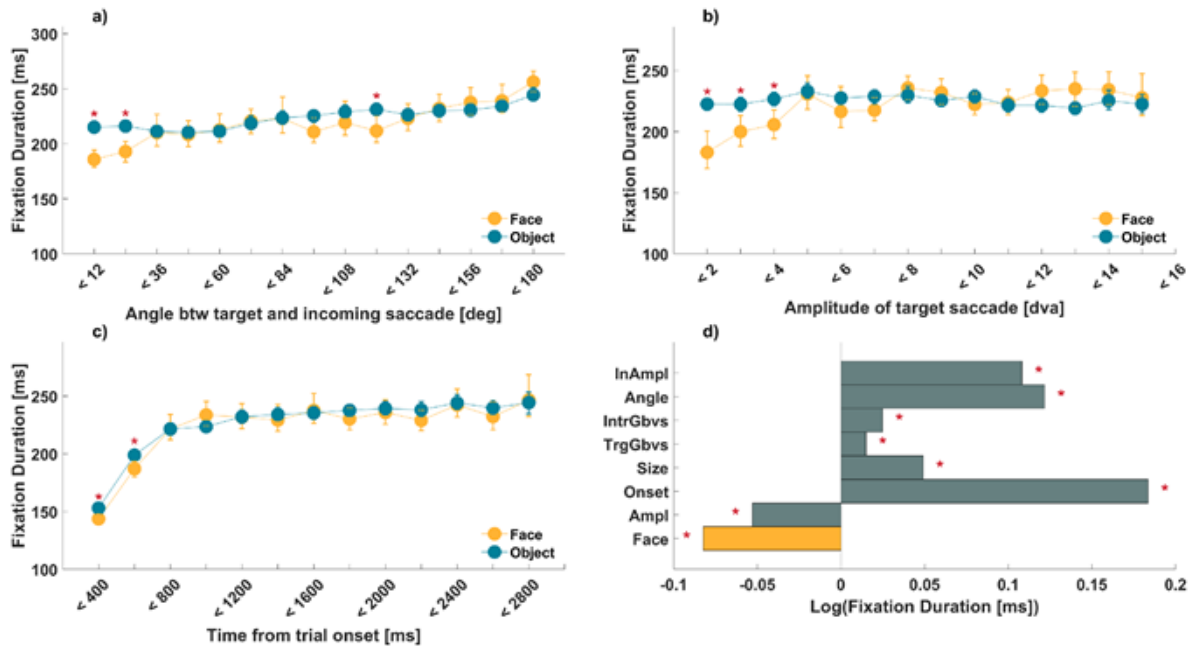 a)
Fixation Duration [ms]
300
250
200
150
100
* * *
Face
Object
< 12 < 36 < 60 < 84 < 108 < 132 < 156 < 180
Angle btw target and incoming saccade [deg]
b)
Fixation Duration [ms]
300
250
200
150
100
* * *
Face
Object
< 2 < 4 < 6 < 8 < 10 < 12 < 14 < 16
Amplitude of target saccade [dva]
c)
Fixation Duration [ms]
250
200
150
100
* *
Face
Object
< 400 < 800 < 1200 < 1600 < 2000 < 2400 < 2800
Time from trial onset [ms]
d)
InAmpl *
Angle *
IntrGbvs *
TrgGbvs *
Size *
Onset *
Ampl *
Face *
-0.1 -0.05 0 0.05 0.1 0.15 0.2
Log(Fixation Duration [ms])